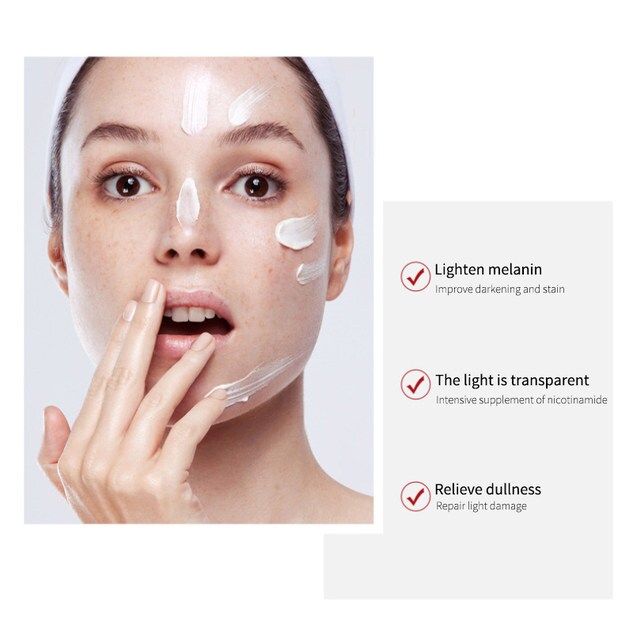 Lighten melanin
Improve darkening and stain
The light is transparent
Intensive supplement of nicotinamide
Relieve dullness
Repair light damage